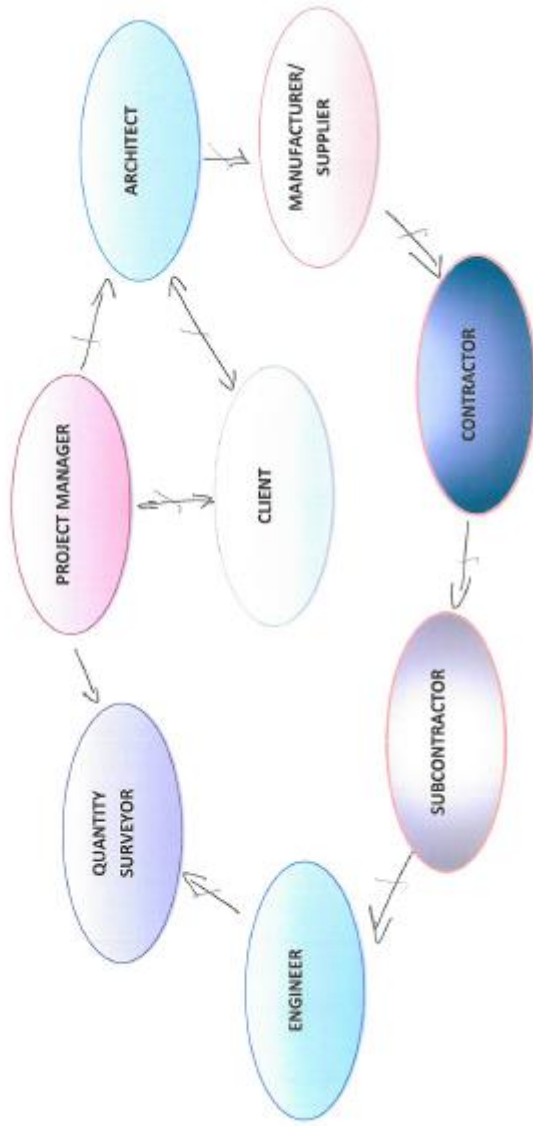 PROJECT MANAGER
QUANTITY
SURVEYOR
ARCHITECT
CLIENT
ENGINEER
MANUFACTURER/
SUPPLIER
SUBCONTRACTOR
CONTRACTOR